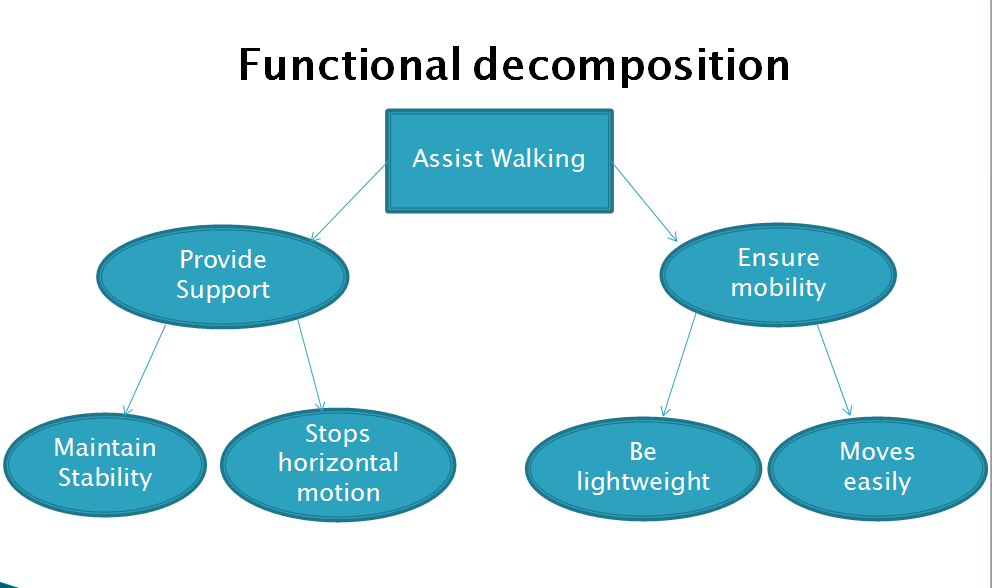 Functional decomposition
Assist Walking
Provide
Support
Ensure
mobility
Maintain
Stability
Stops
horizontal
motion
Be
lightweight
Moves
easily